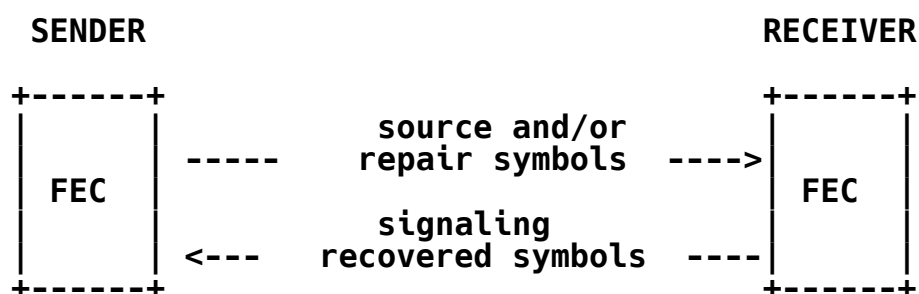 SENDER RECEIVER
+------+ +------+
| | source and/or | |
| | ----- repair symbols ---->| |
| FEC | | FEC |
| | signaling | |
| | <--- recovered symbols ----| |
+------+ +------+